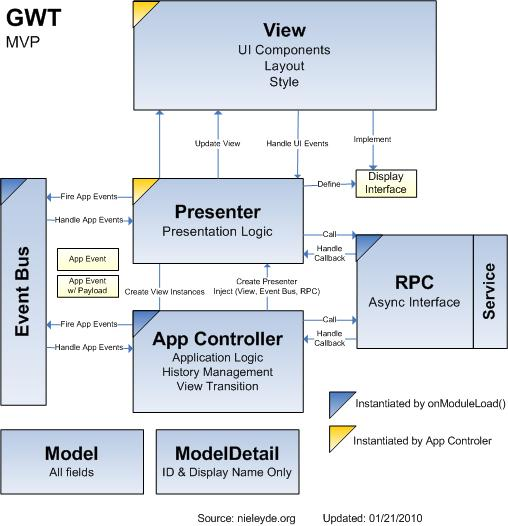 GWT
MVP
View
UI Components
Layout
Style
Update View
Handle UI Events
Implement
Display
Interface
Define
Fire App Events
Handle App Events
Presenter
Presentation Logic
Call
Handle
Callback
Event Bus
App Event
App Event
w/ Payload
Create View Instances
Create Presenter
Inject (View, Event Bus, RPC)
RPC
Async Interface
Service
Fire App Events
Handle App Events
App Controller
Application Logic
History Management
View Transition
Call
Handle
Callback
Instantiated by onModuleLoad()
Instantiated by App Controler
Model
All fields
ModelDetail
ID & Display Name Only
Source: nieleyde.org Updated: 01/21/2010